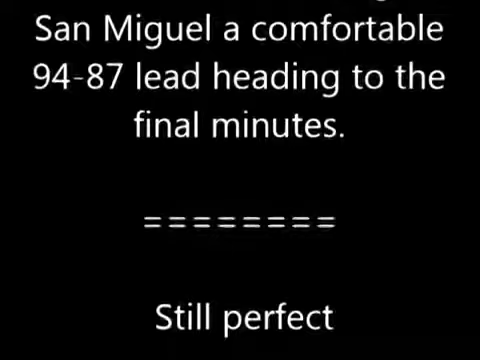 San Miguel a comfortable
94-87 lead heading to the
final minutes.
========
Still perfect